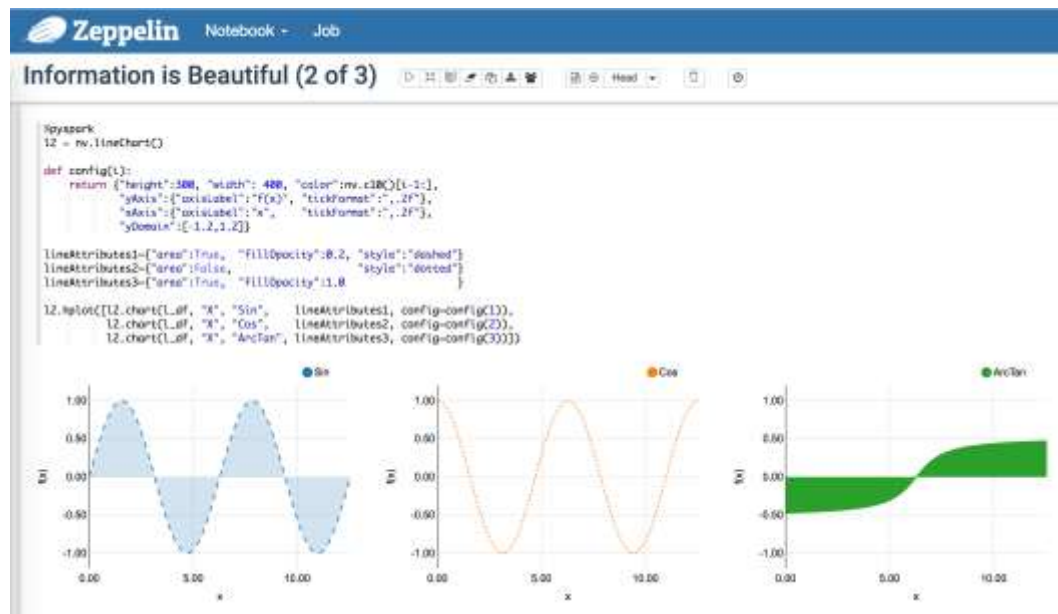 Zeppelin Notebook Job
Information is Beautiful (2 of 3)
Head
%pyspark
l2 = nv.lineChart()
def config(i):
return {"height":300, "width": 400, "color":nv.c10()[i-1:],
"yAxis":{"axisLabel":"f(x)", "tickFormat":",.2f"},
"xAxis":{"axisLabel":"x", "tickFormat":",.2f"},
"yDomain":[-1.2,1.2]}
lineAttributes1={"area":True, "fillOpacity":0.2, "style":"dashed"}
lineAttributes2={"area":False, "style":"dotted"}
lineAttributes3={"area":True, "fillOpacity":1.0 }
l2.hplot([l2.chart(l_df, "X", "Sin", lineAttributes1, config=config(1)),
l2.chart(l_df, "X", "Cos", lineAttributes2, config=config(2)),
l2.chart(l_df, "X", "ArcTan", lineAttributes3, config=config(3))])
Sin
1.00
0.50
0.00
-0.50
-1.00
f(x)
0.00 5.00 10.00
x
Cos
1.00
0.50
0.00
-0.50
-1.00
f(x)
0.00 5.00 10.00
x
ArcTan
1.00
0.50
0.00
-0.50
-1.00
f(x)
0.00 5.00 10.00
x